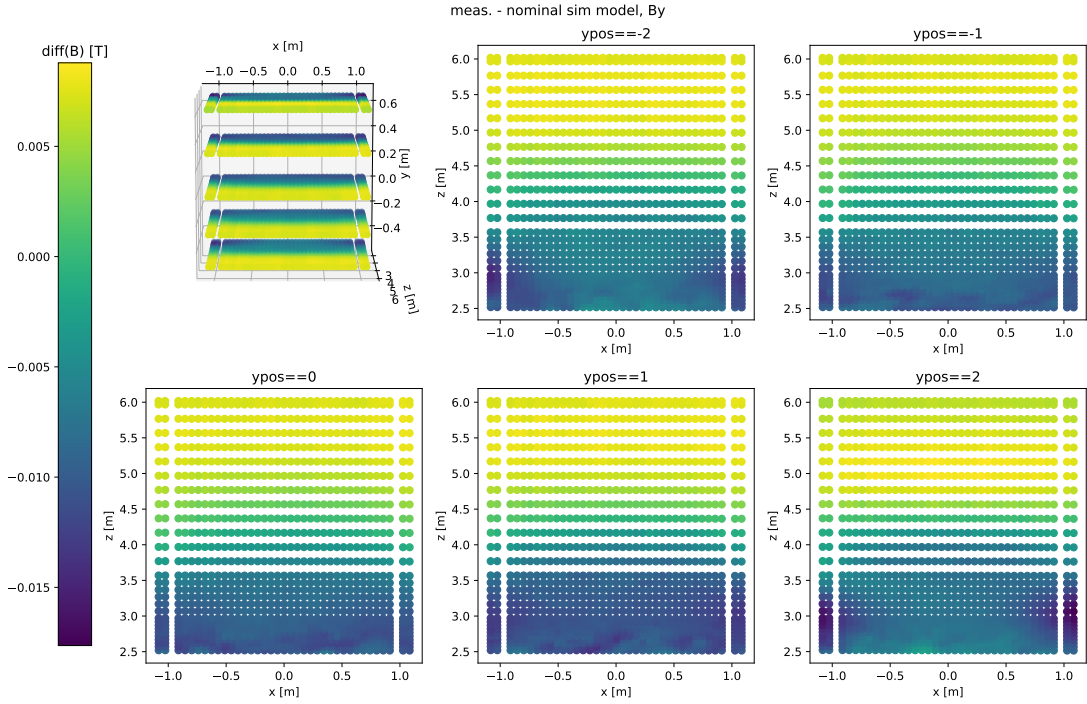 meas. - nominal sim model, By
diff(B) [T]
0.005
0.000
−0.005
−0.010
−0.015
x [m]
−1.0 −0.5 0.0 0.5 1.0
0.6
0.4
0.2
0.0
−0.2
−0.4
y [m]
3
4
5
6
z [m]
ypos==-2
6.0
5.5
5.0
4.5
4.0
3.5
3.0
2.5
z [m]
−1.0 −0.5 0.0 0.5 1.0
x [m]
ypos==-1
6.0
5.5
5.0
4.5
4.0
3.5
3.0
2.5
z [m]
−1.0 −0.5 0.0 0.5 1.0
x [m]
ypos==0
6.0
5.5
5.0
4.5
4.0
3.5
3.0
2.5
z [m]
−1.0 −0.5 0.0 0.5 1.0
x [m]
ypos==1
6.0
5.5
5.0
4.5
4.0
3.5
3.0
2.5
z [m]
−1.0 −0.5 0.0 0.5 1.0
x [m]
ypos==2
6.0
5.5
5.0
4.5
4.0
3.5
3.0
2.5
z [m]
−1.0 −0.5 0.0 0.5 1.0
x [m]